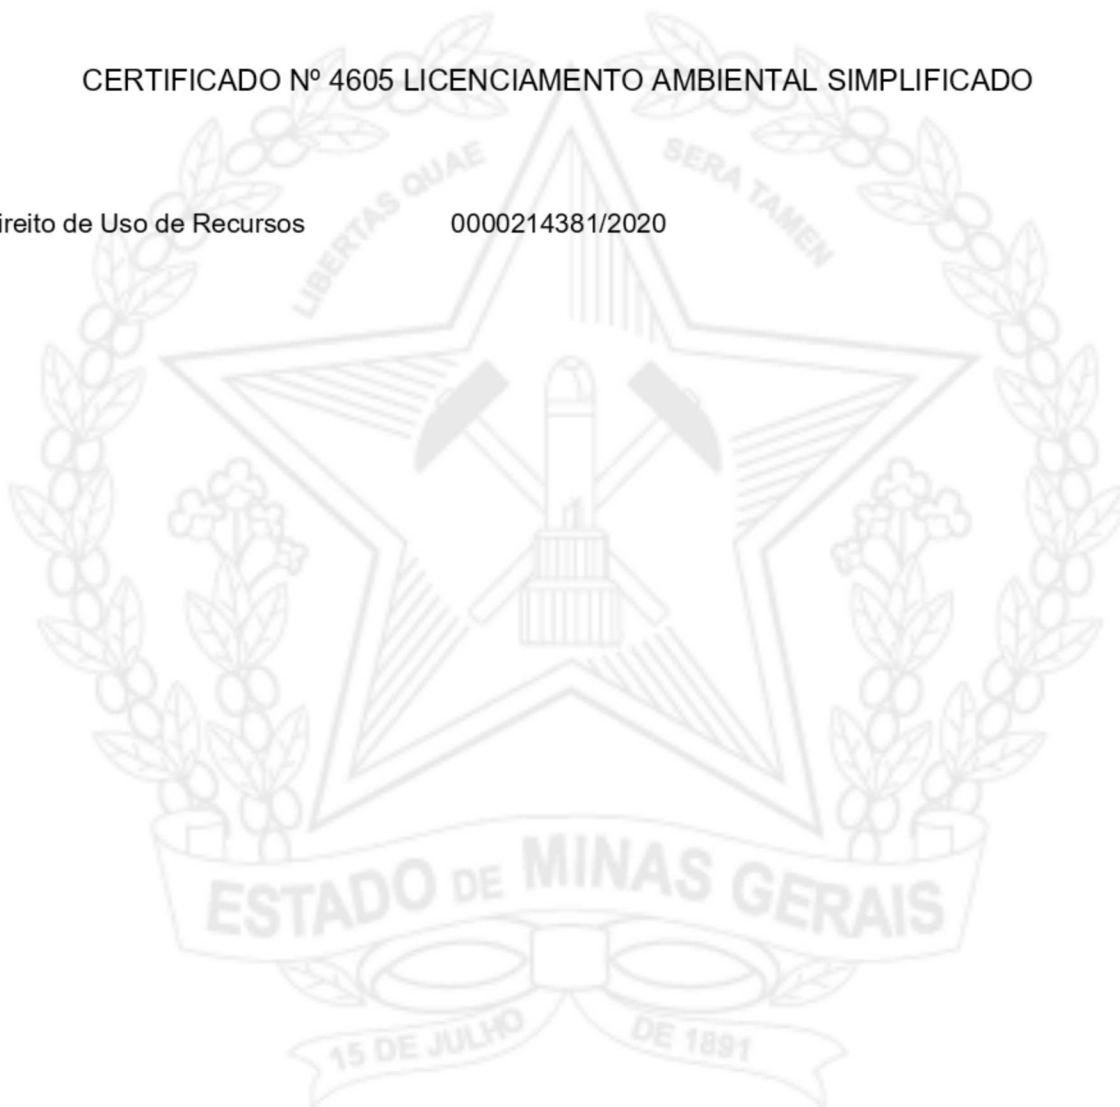 CERTIFICADO Nº 4605 LICENCIAMENTO AMBIENTAL SIMPLIFICADO
LIBERTAS QUAE SERA TAMEN
ireito de Uso de Recursos 0000214381/2020
ESTADO DE MINAS GERAIS
15 DE JULHO DE 1891